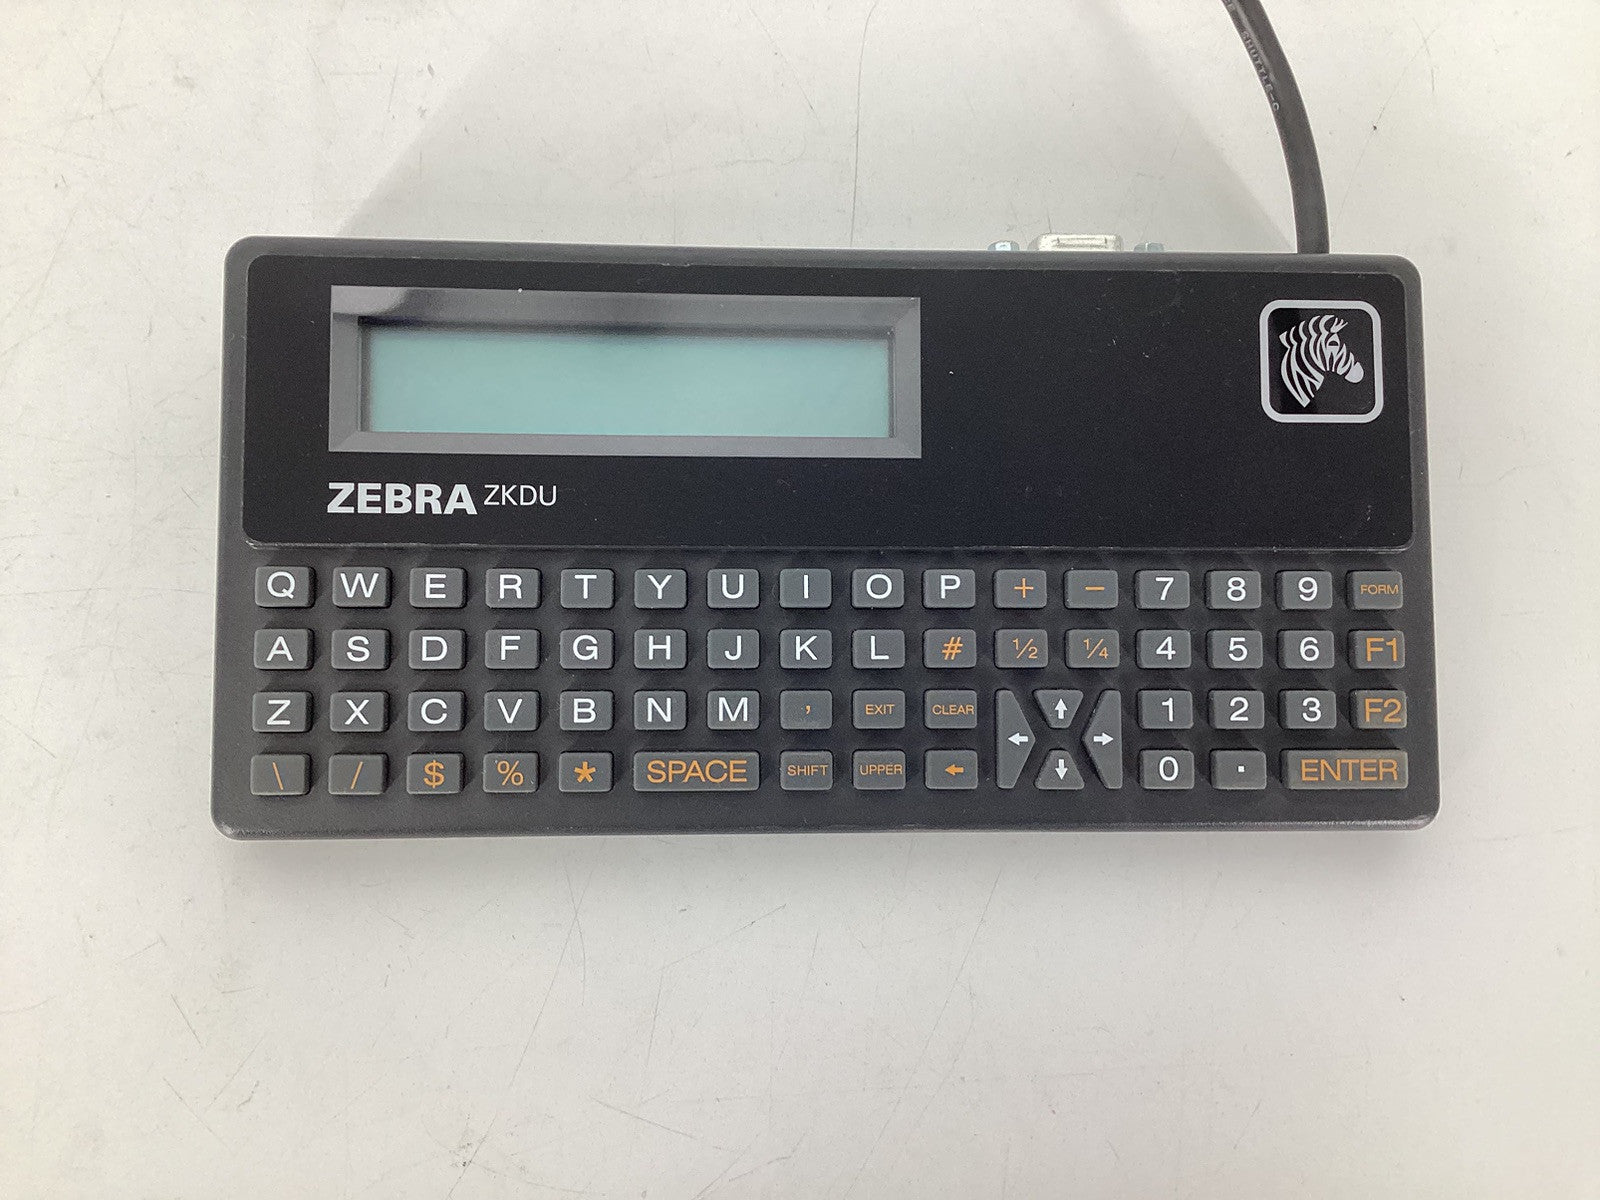 SHUTTLE-C
ZEBRA ZKDU
Q W E R T Y U I O P + - 7 8 9 FORM
A S D F G H J K L # 1/2 1/4 4 5 6 F1
Z X C V B N M , EXIT CLEAR ↑ 1 2 3 F2
← →
\ / $ % * SPACE SHIFT UPPER ← ↓ 0 . ENTER